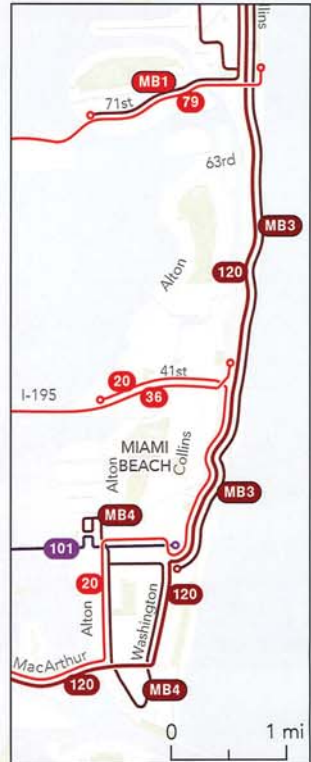 llins
MB1
71st
79
63rd
MB3
Alton
120
20
41st
I-195
36
MIAMI
BEACH
Alton
Collins
MB3
MB4
101
20
120
Alton
Washington
MacArthur
120
MB4
0 1 mi